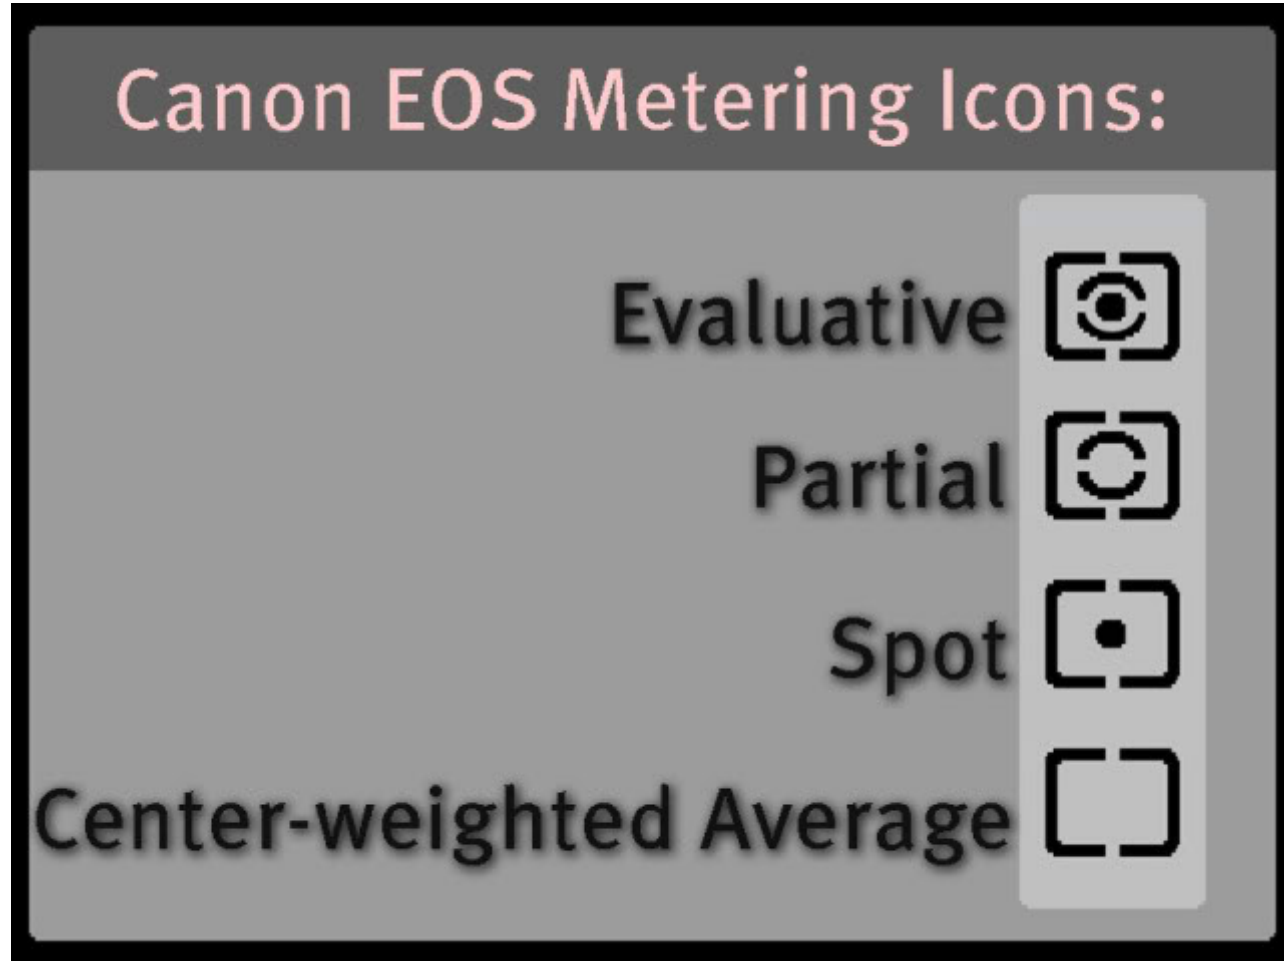 Canon EOS Metering Icons:
Evaluative
Partial
Spot
Center-weighted Average